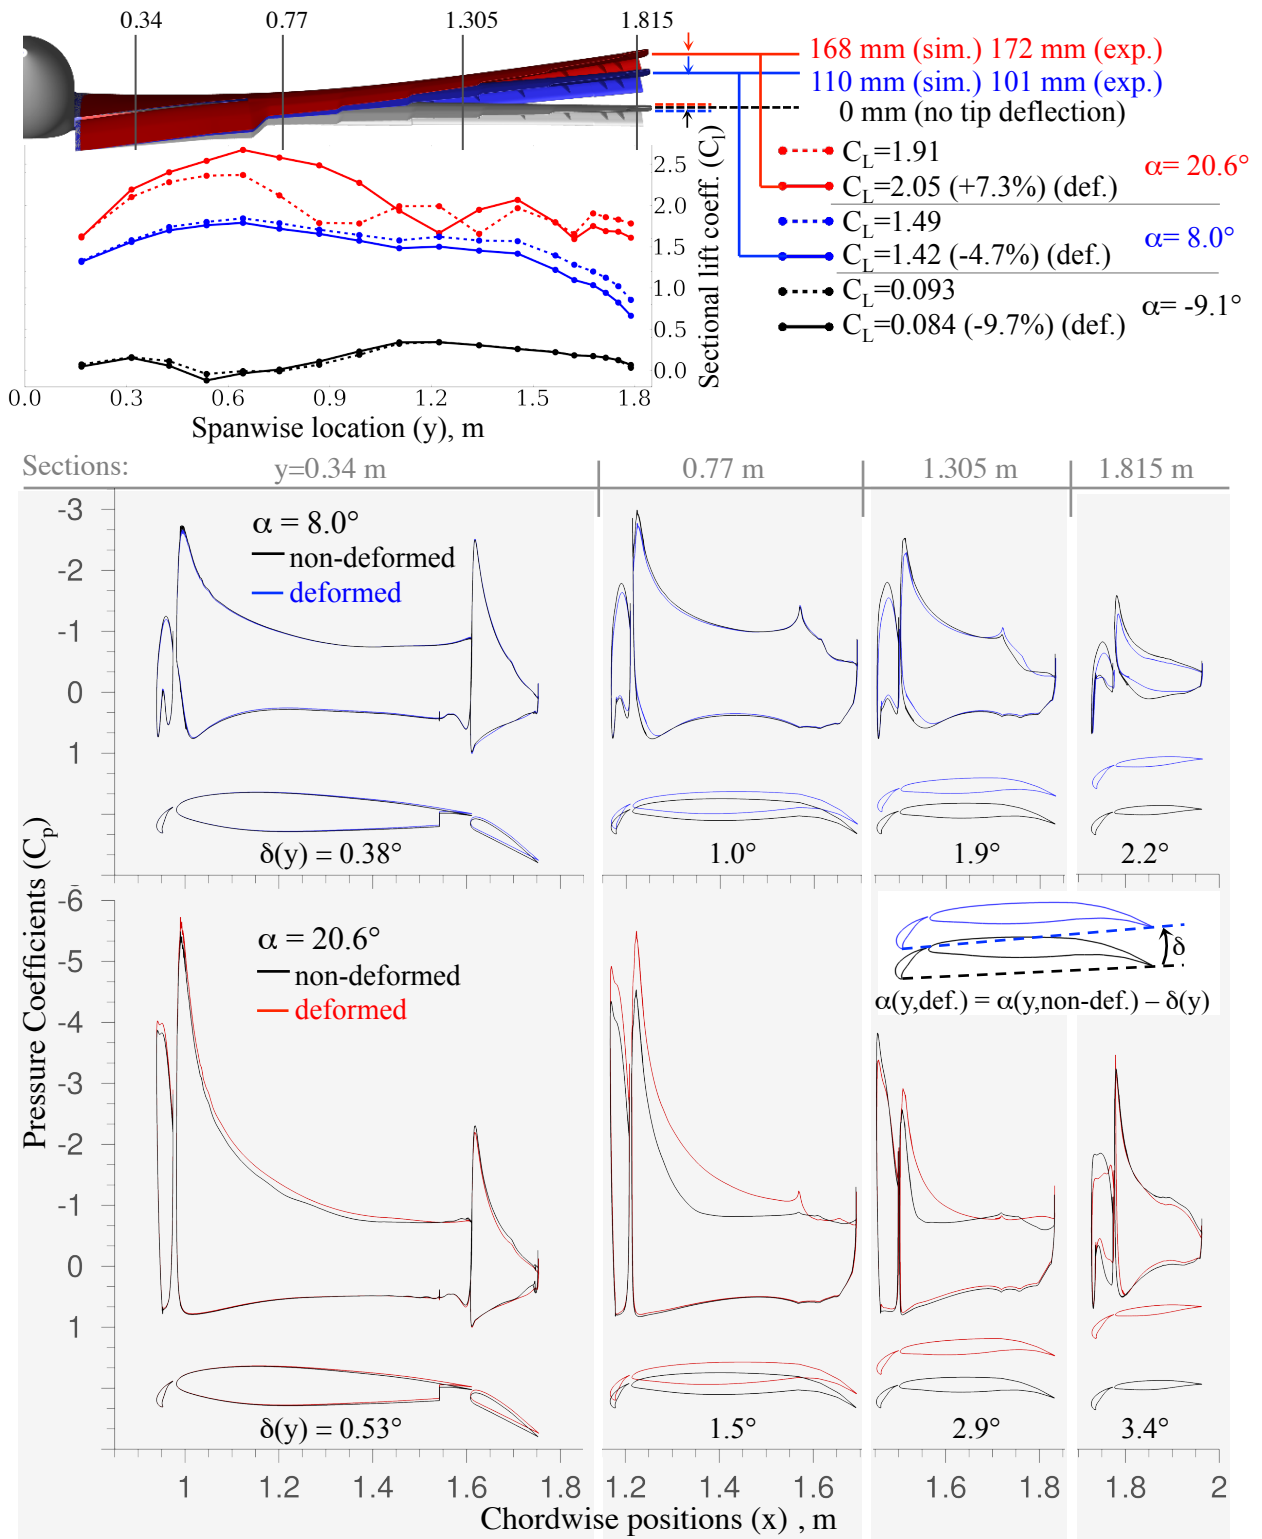 0.34 0.77 1.305 1.815
168 mm (sim.) 172 mm (exp.)
110 mm (sim.) 101 mm (exp.)
0 mm (no tip deflection)
C_L=1.91
C_L=2.05 (+7.3%) (def.)
α= 20.6°
C_L=1.49
C_L=1.42 (-4.7%) (def.)
α= 8.0°
C_L=0.093
C_L=0.084 (-9.7%) (def.)
α= -9.1°
2.5
2.0
1.5
1.0
0.5
0.0
Sectional lift coeff. (C_l)
0.0 0.3 0.6 0.9 1.2 1.5 1.8
Spanwise location (y), m
Sections: y=0.34 m 0.77 m 1.305 m 1.815 m
-3
-2
-1
0
1
α = 8.0°
non-deformed
deformed
δ(y) = 0.38° 1.0° 1.9° 2.2°
Pressure Coefficients (C_p)
-6
-5
-4
-3
-2
-1
0
1
α = 20.6°
non-deformed
deformed
δ
α(y,def.) = α(y,non-def.) – δ(y)
δ(y) = 0.53° 1.5° 2.9° 3.4°
1 1.2 1.4 1.6 1.2 1.4 1.6 1.6 1.8 2
Chordwise positions (x) , m